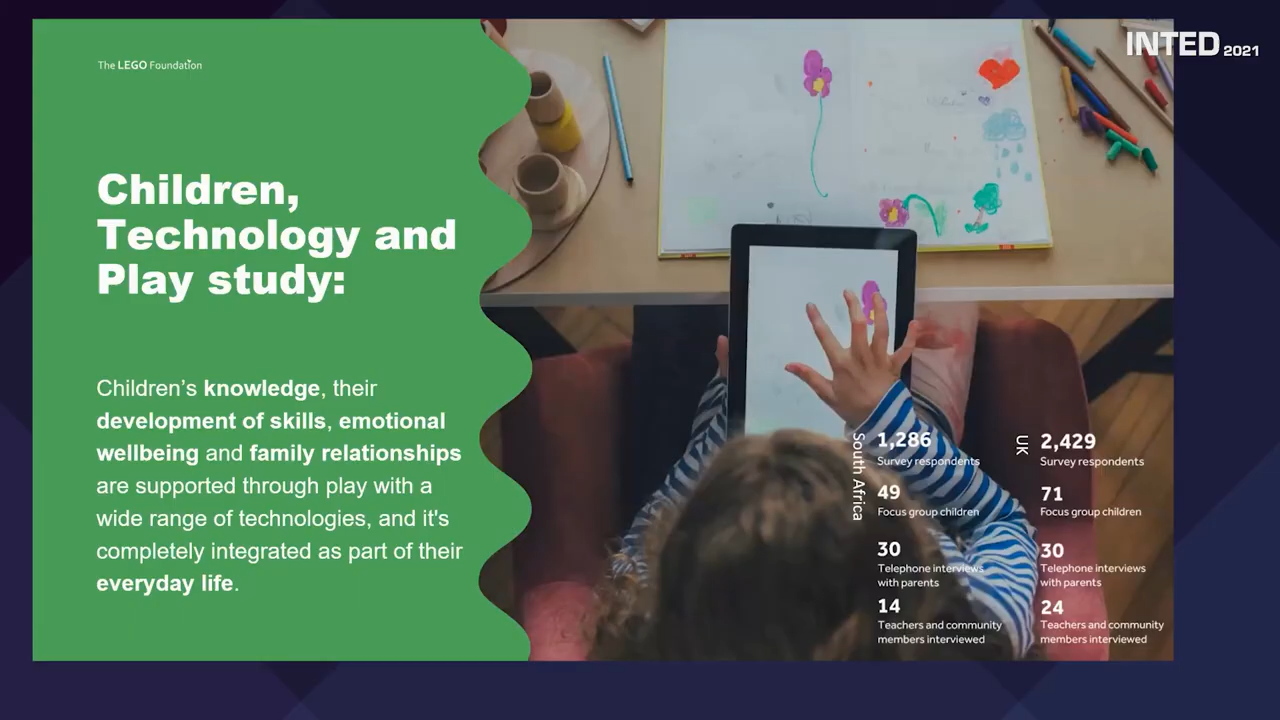 INTED 2021
The LEGO Foundation
Children,
Technology and
Play study:
Children's knowledge, their
development of skills, emotional
wellbeing and family relationships
are supported through play with a
wide range of technologies, and it's
completely integrated as part of their
everyday life.
South Africa
1,286
Survey respondents
49
Focus group children
30
Telephone interviews
with parents
14
Teachers and community
members interviewed
UK
2,429
Survey respondents
71
Focus group children
30
Telephone interviews
with parents
24
Teachers and community
members interviewed